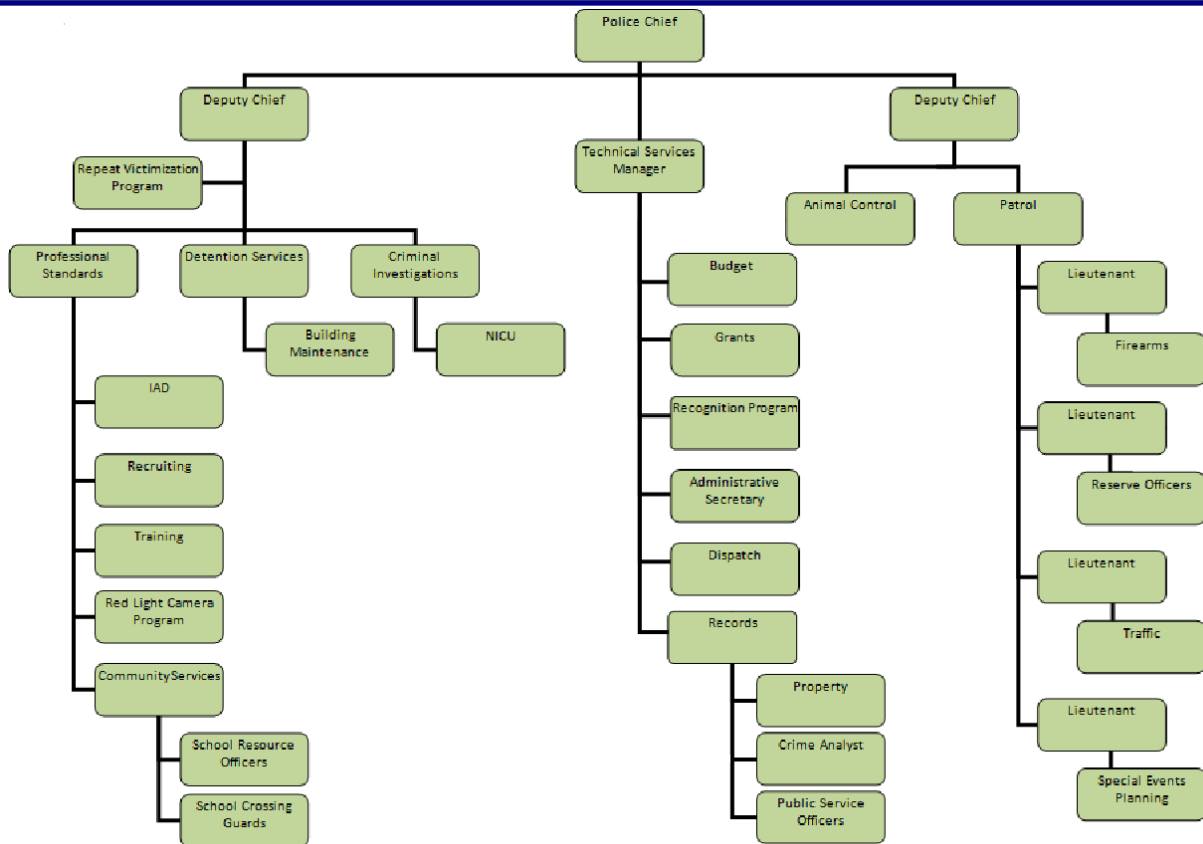 Police Chief
Deputy Chief
Deputy Chief
Technical Services
Manager
Repeat Victimization
Program
Animal Control
Patrol
Professional
Standards
Detention Services
Criminal
Investigations
Budget
Lieutenant
Building
Maintenance
NICU
Grants
Firearms
IAD
Recognition Program
Lieutenant
Recruiting
Administrative
Secretary
Reserve Officers
Training
Dispatch
Lieutenant
Red Light Camera
Program
Records
Traffic
CommunityServices
Property
Lieutenant
School Resource
Officers
Crime Analyst
Special Events
Planning
School Crossing
Guards
Public Service
Officers